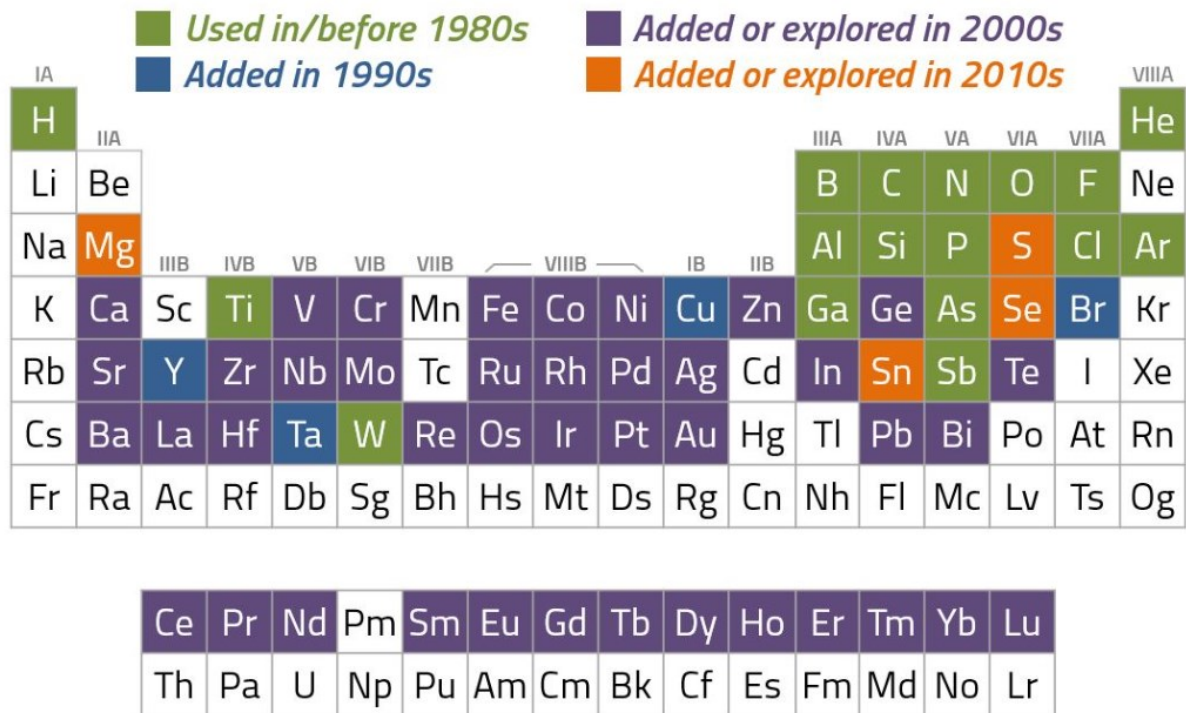 Used in/before 1980s Added or explored in 2000s
Added in 1990s Added or explored in 2010s
IA VIIIA
H He
IIA IIIA IVA VA VIA VIIA
Li Be B C N O F Ne
Na Mg Al Si P S Cl Ar
IIIB IVB VB VIB VIIB VIIIB IB IIB
K Ca Sc Ti V Cr Mn Fe Co Ni Cu Zn Ga Ge As Se Br Kr
Rb Sr Y Zr Nb Mo Tc Ru Rh Pd Ag Cd In Sn Sb Te I Xe
Cs Ba La Hf Ta W Re Os Ir Pt Au Hg Tl Pb Bi Po At Rn
Fr Ra Ac Rf Db Sg Bh Hs Mt Ds Rg Cn Nh Fl Mc Lv Ts Og
Ce Pr Nd Pm Sm Eu Gd Tb Dy Ho Er Tm Yb Lu
Th Pa U Np Pu Am Cm Bk Cf Es Fm Md No Lr